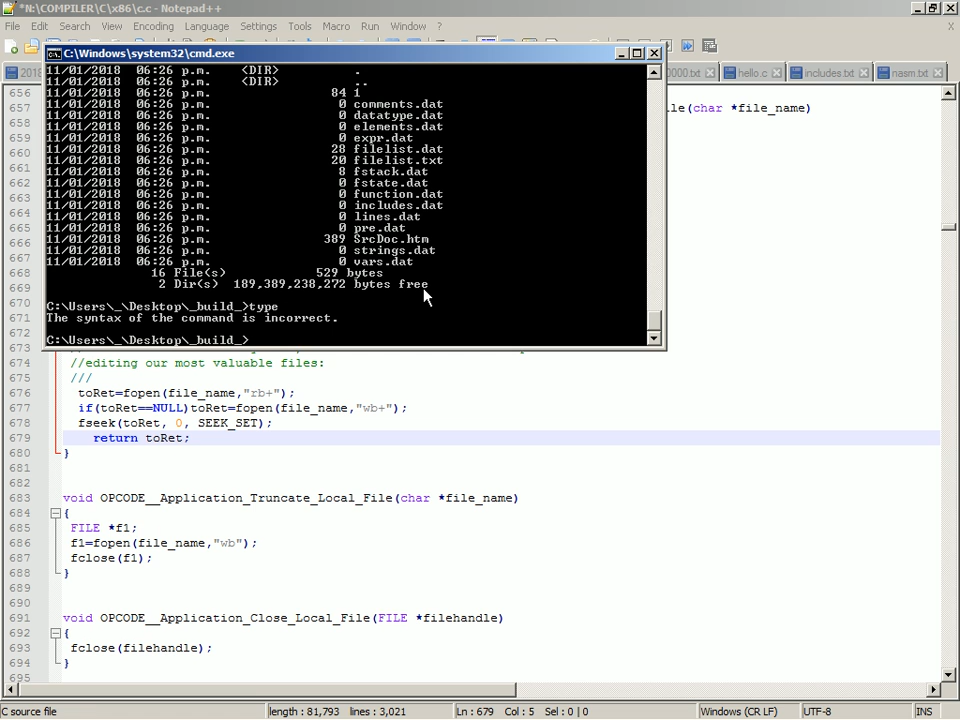 *N:\COMPILER\C\x86\c.c - Notepad++
File Edit Search View Encoding Language Settings Tools Macro Run Window ?
X
C:\Windows\system32\cmd.exe
2018
0000.txt hello.c includes.txt nasm.txt
11/01/2018 06:26 p.m. <DIR> .
11/01/2018 06:26 p.m. <DIR> ..
11/01/2018 06:26 p.m. 84 1
11/01/2018 06:26 p.m. 0 comments.dat
11/01/2018 06:26 p.m. 0 datatype.dat
11/01/2018 06:26 p.m. 0 elements.dat
11/01/2018 06:26 p.m. 0 expr.dat
11/01/2018 06:26 p.m. 28 filelist.dat
11/01/2018 06:26 p.m. 20 filelist.txt
11/01/2018 06:26 p.m. 8 fstack.dat
11/01/2018 06:26 p.m. 0 fstate.dat
11/01/2018 06:26 p.m. 0 function.dat
11/01/2018 06:26 p.m. 0 includes.dat
11/01/2018 06:26 p.m. 0 lines.dat
11/01/2018 06:26 p.m. 0 pre.dat
11/01/2018 06:26 p.m. 389 SrcDoc.htm
11/01/2018 06:26 p.m. 0 strings.dat
11/01/2018 06:26 p.m. 0 vars.dat
16 File(s) 529 bytes
2 Dir(s) 189,389,238,272 bytes free
C:\Users\_\Desktop\_build_>type
The syntax of the command is incorrect.
C:\Users\_\Desktop\_build_>
656
657 le(char *file_name)
658
659
660
661
662
663
664
665
666
667
668
669
670
671
672
673
674 //editing our most valuable files:
675 ///
676 toRet=fopen(file_name,"rb+");
677 if(toRet==NULL)toRet=fopen(file_name,"wb+");
678 fseek(toRet, 0, SEEK_SET);
679 return toRet;
680 }
681
682
683 void OPCODE__Application_Truncate_Local_File(char *file_name)
684 {
685 FILE *f1;
686 f1=fopen(file_name,"wb");
687 fclose(f1);
688 }
689
690
691 void OPCODE__Application_Close_Local_File(FILE *filehandle)
692 {
693 fclose(filehandle);
694 }
695
C source file length : 81,793 lines : 3,021 Ln : 679 Col : 5 Sel : 0 | 0 Windows (CR LF) UTF-8 INS